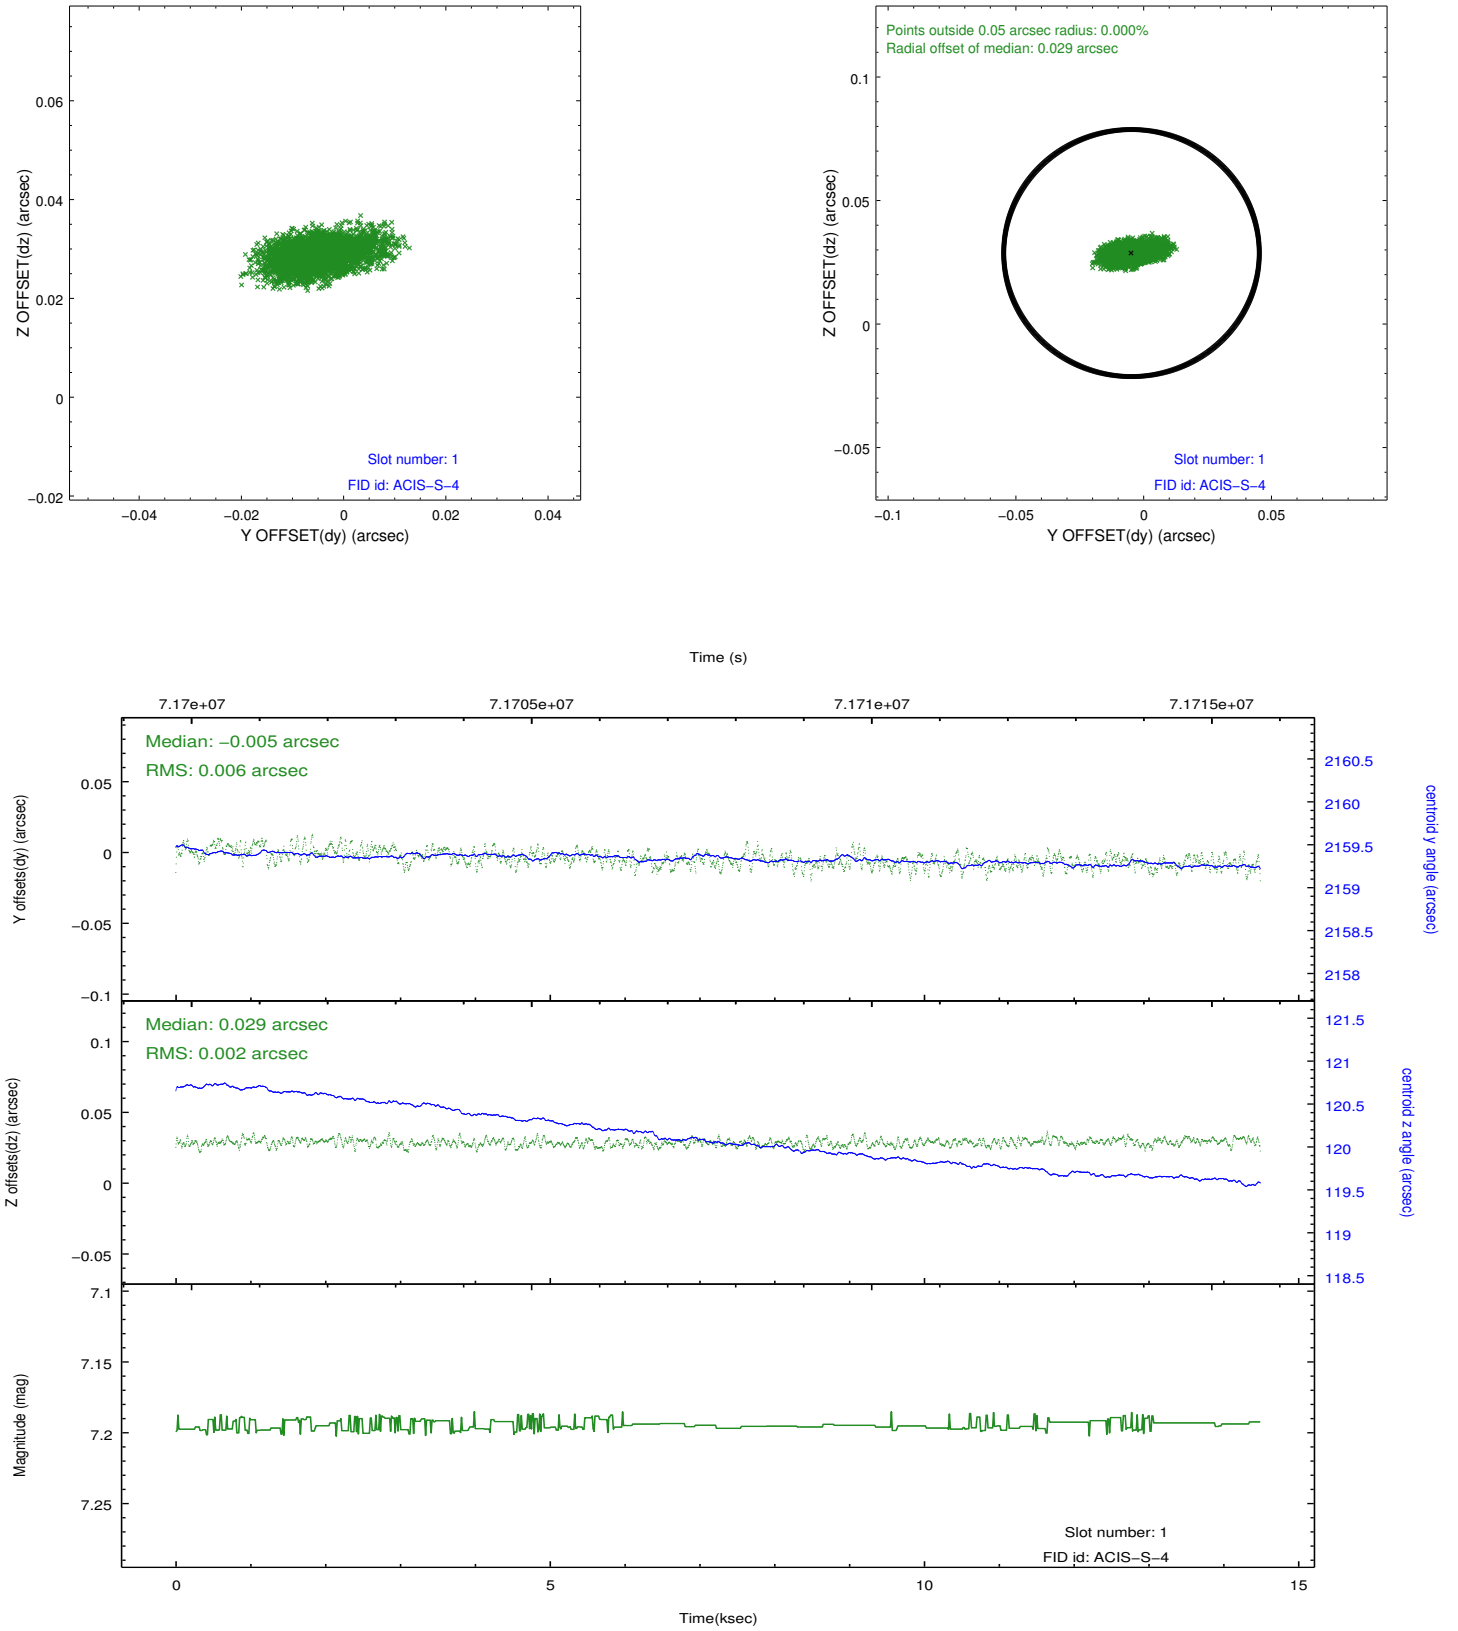 0.06
0.04
0.02
0
−0.02
Z OFFSET(dz) (arcsec)
Slot number: 1
FID id: ACIS−S−4
−0.04
−0.02
0
0.02
0.04
Y OFFSET(dy) (arcsec)
Points outside 0.05 arcsec radius: 0.000%
Radial offset of median: 0.029 arcsec
0.1
0.05
0
−0.05
Z OFFSET(dz) (arcsec)
Slot number: 1
FID id: ACIS−S−4
−0.1
−0.05
0
0.05
Y OFFSET(dy) (arcsec)
Time (s)
7.17e+07
7.1705e+07
7.171e+07
7.1715e+07
Median: −0.005 arcsec
RMS: 0.006 arcsec
0.05
0
−0.05
−0.1
Y offsets(dy) (arcsec)
2160.5
2160
2159.5
2159
2158.5
2158
centroid y angle (arcsec)
Median: 0.029 arcsec
RMS: 0.002 arcsec
0.1
0.05
0
−0.05
Z offsets(dz) (arcsec)
121.5
121
120.5
120
119.5
119
118.5
centroid z angle (arcsec)
7.1
7.15
7.2
7.25
Magnitude (mag)
Slot number: 1
FID id: ACIS−S−4
0
5
10
15
Time(ksec)